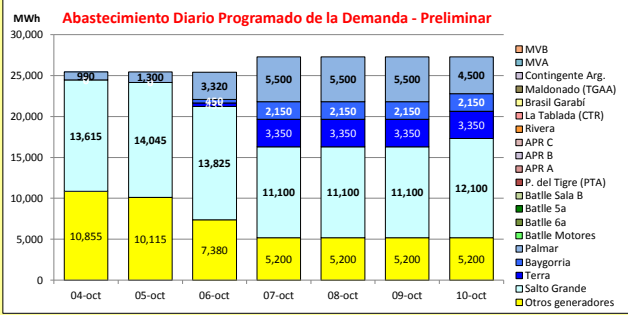 MWh
Abastecimiento Diario Programado de la Demanda - Preliminar
30,000
25,000
20,000
15,000
10,000
5,000
0
990
1,300
3,320
5,500
5,500
5,500
4,500
450
2,150
2,150
2,150
2,150
3,350
3,350
3,350
3,350
13,615
14,045
13,825
11,100
11,100
11,100
12,100
10,855
10,115
7,380
5,200
5,200
5,200
5,200
04-oct
05-oct
06-oct
07-oct
08-oct
09-oct
10-oct
MVB
MVA
Contingente Arg.
Maldonado (TGAA)
Brasil Garabí
La Tablada (CTR)
Rivera
APR C
APR B
APR A
P. del Tigre (PTA)
Batlle Sala B
Batlle 5a
Batlle 6a
Batlle Motores
Palmar
Baygorria
Terra
Salto Grande
Otros generadores